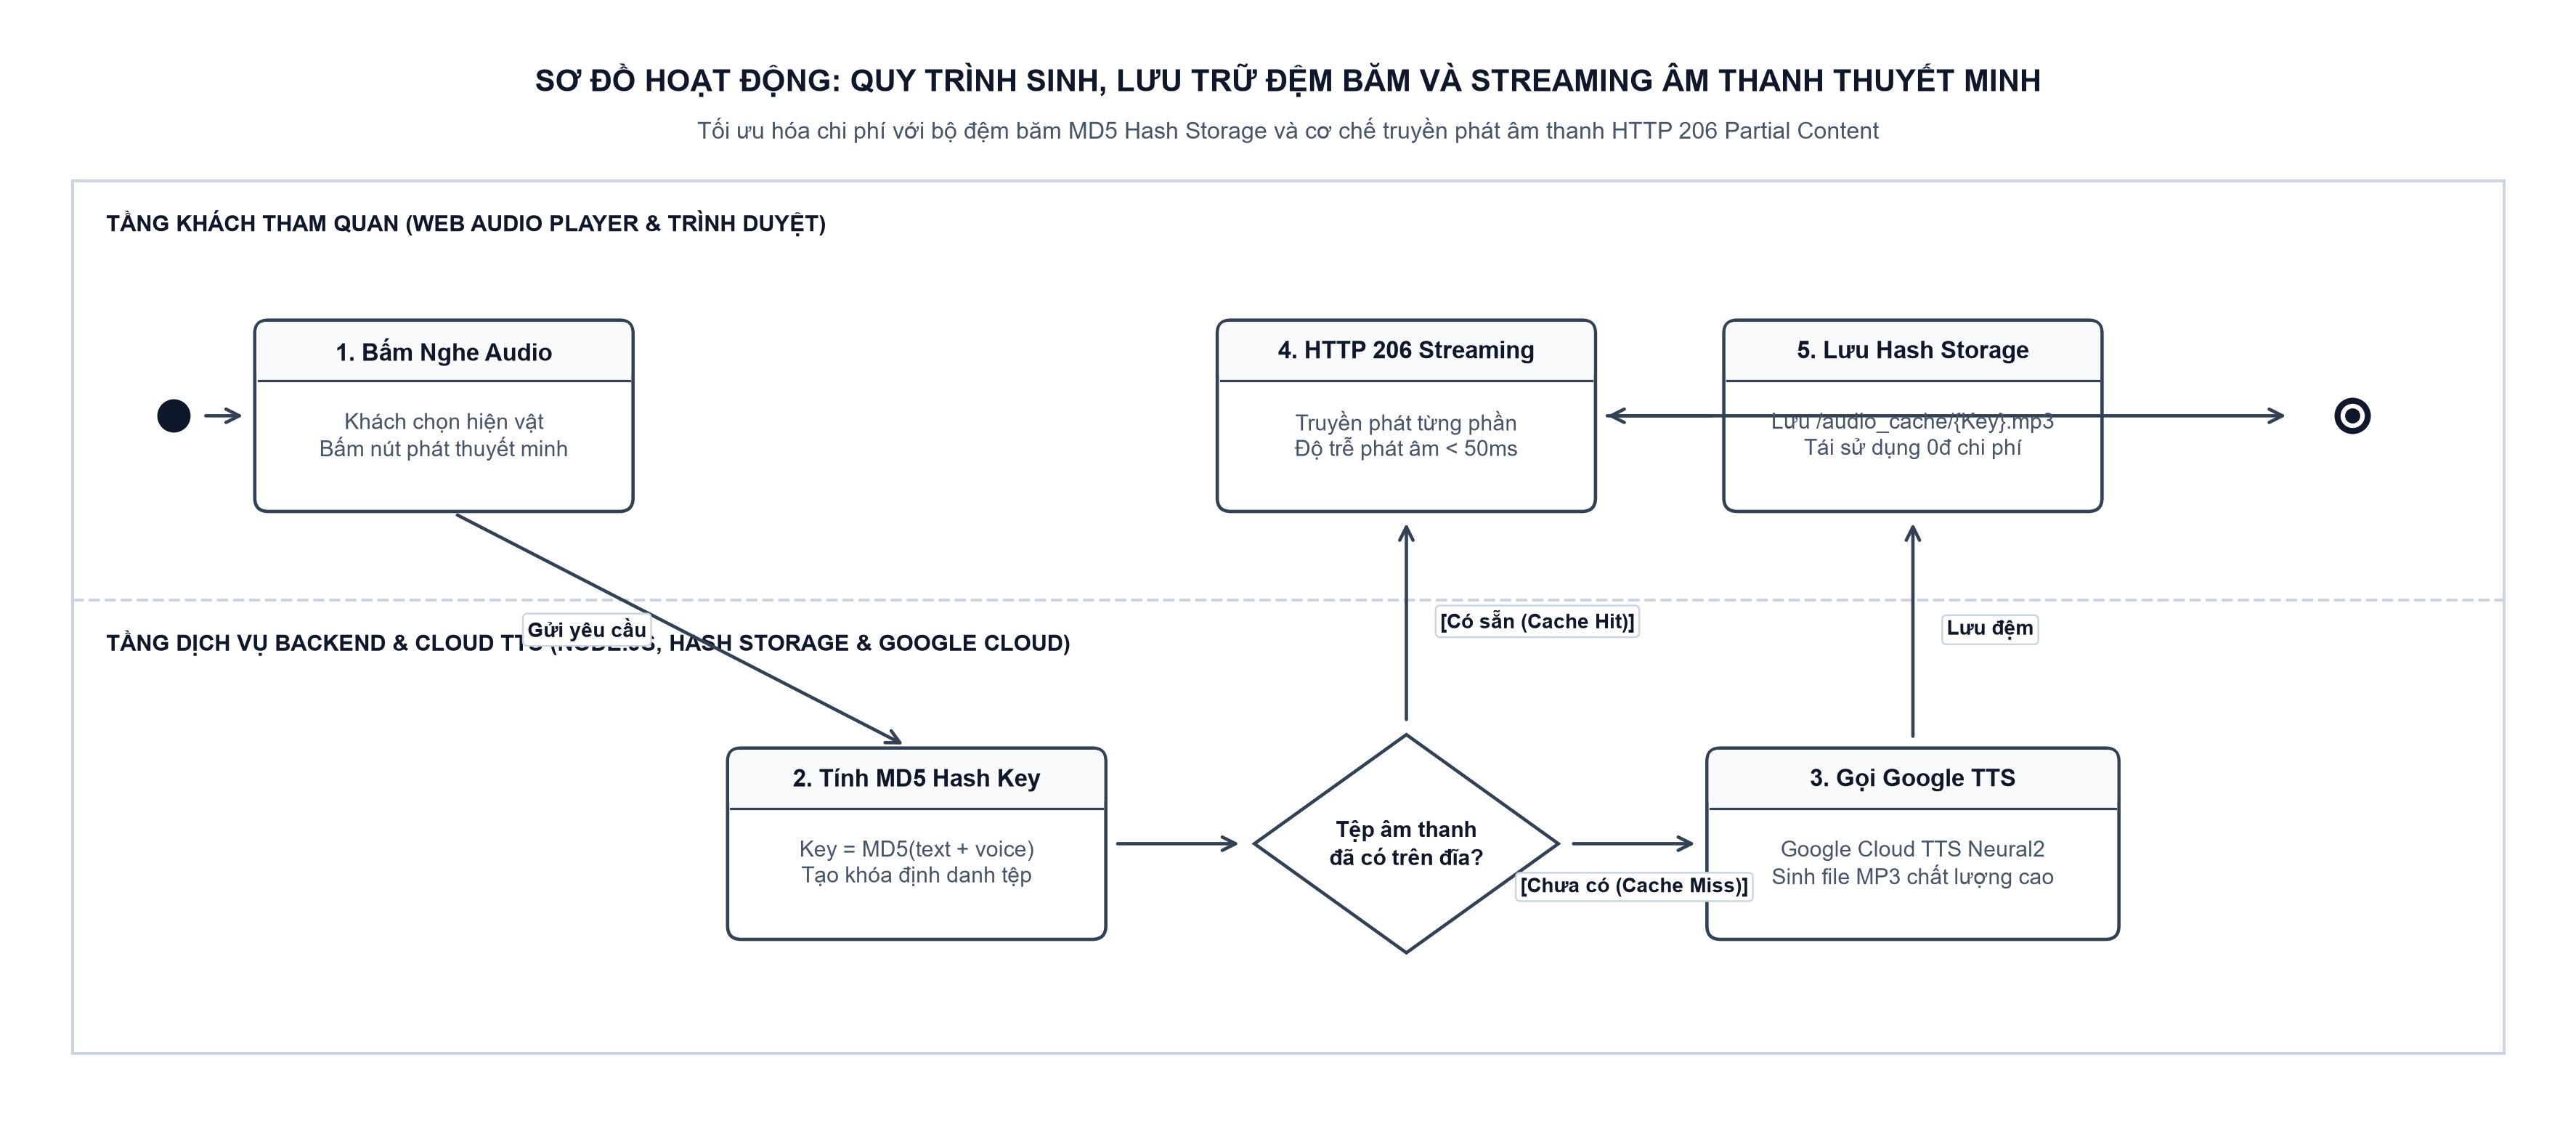 SƠ ĐỒ HOẠT ĐỘNG: QUY TRÌNH SINH, LƯU TRỮ ĐỆM BĂM VÀ STREAMING ÂM THANH THUYẾT MINH
Tối ưu hóa chi phí với bộ đệm băm MD5 Hash Storage và cơ chế truyền phát âm thanh HTTP 206 Partial Content
TẦNG KHÁCH THAM QUAN (WEB AUDIO PLAYER & TRÌNH DUYỆT)
1. Bấm Nghe Audio
Khách chọn hiện vật
Bấm nút phát thuyết minh
4. HTTP 206 Streaming
Truyền phát từng phần
Độ trễ phát âm < 50ms
5. Lưu Hash Storage
Lưu /audio_cache/{Key}.mp3
Tái sử dụng 0đ chi phí
Gửi yêu cầu
[Có sẵn (Cache Hit)]
Lưu đệm
TẦNG DỊCH VỤ BACKEND & CLOUD TTS (NODE.JS, HASH STORAGE & GOOGLE CLOUD)
2. Tính MD5 Hash Key
Key = MD5(text + voice)
Tạo khóa định danh tệp
Tệp âm thanh
đã có trên đĩa?
[Chưa có (Cache Miss)]
3. Gọi Google TTS
Google Cloud TTS Neural2
Sinh file MP3 chất lượng cao